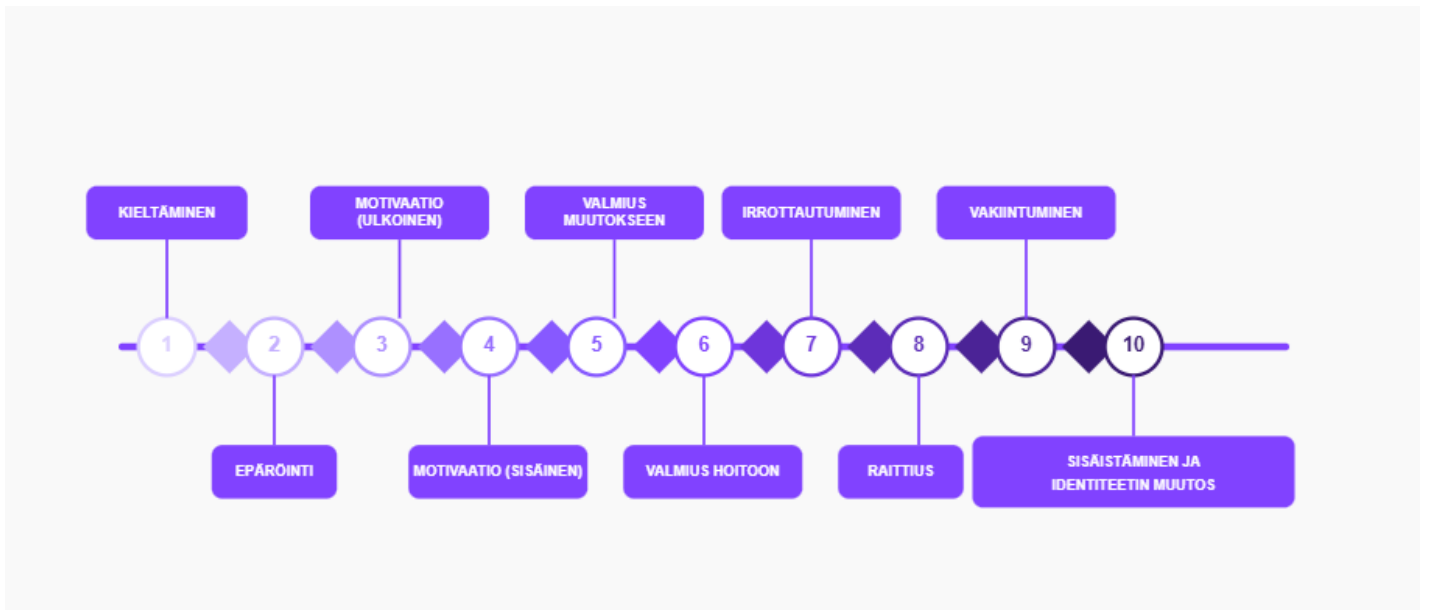 KIELTÄMINEN
MOTIVAATIO
(ULKOINEN)
VALMIUS
MUUTOKSEEN
IRROTTAUTUMINEN
VAKIINTUMINEN
1
2
3
4
5
6
7
8
9
10
EPÄRÖINTI
MOTIVAATIO (SISÄINEN)
VALMIUS HOITOON
RAITTIUS
SISÄISTÄMINEN JA
IDENTITEETIN MUUTOS